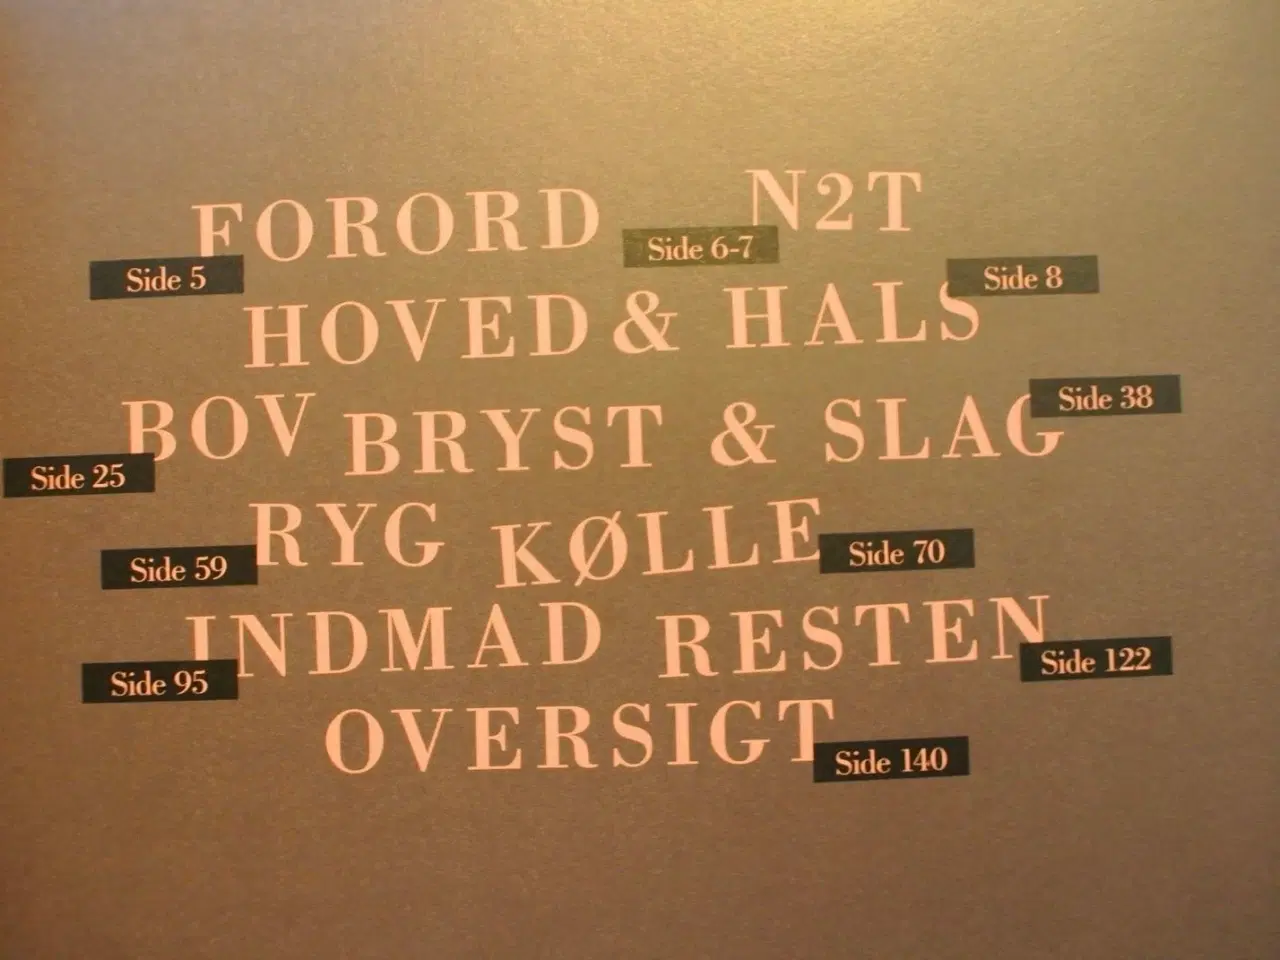 FORORD N2T
Side 5 Side 6-7 Side 8
HOVED & HALS
BOV BRYST & SLAG Side 38
Side 25
RYG KØLLE
Side 59 Side 70
INDMAD RESTEN
Side 95 Side 122
OVERSIGT
Side 140